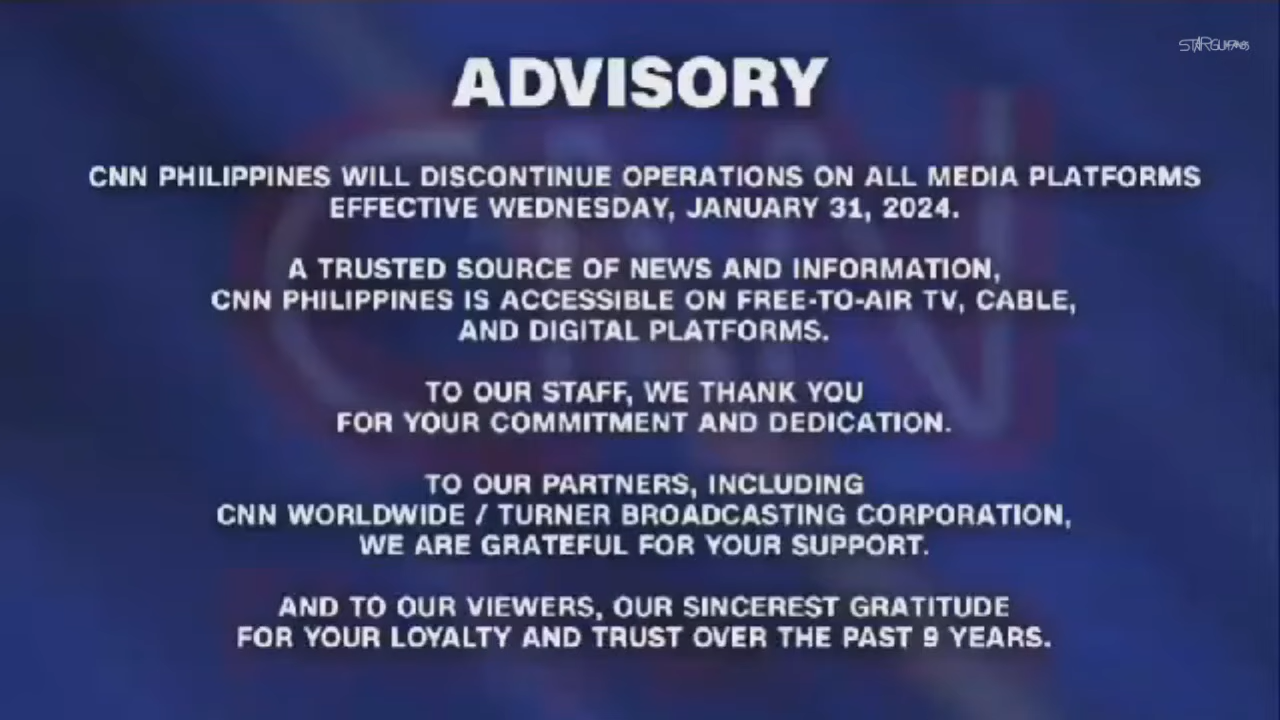 ADVISORY
CNN PHILIPPINES WILL DISCONTINUE OPERATIONS ON ALL MEDIA PLATFORMS
EFFECTIVE WEDNESDAY, JANUARY 31, 2024.
A TRUSTED SOURCE OF NEWS AND INFORMATION,
CNN PHILIPPINES IS ACCESSIBLE ON FREE-TO-AIR TV, CABLE,
AND DIGITAL PLATFORMS.
TO OUR STAFF, WE THANK YOU
FOR YOUR COMMITMENT AND DEDICATION.
TO OUR PARTNERS, INCLUDING
CNN WORLDWIDE / TURNER BROADCASTING CORPORATION,
WE ARE GRATEFUL FOR YOUR SUPPORT.
AND TO OUR VIEWERS, OUR SINCEREST GRATITUDE
FOR YOUR LOYALTY AND TRUST OVER THE PAST 9 YEARS.